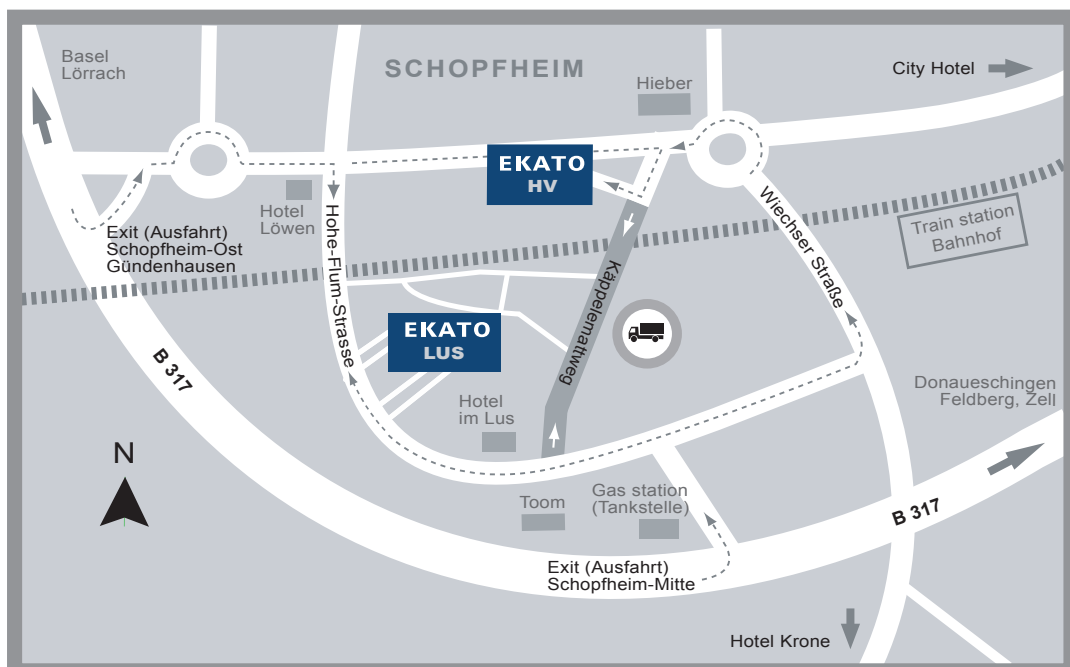 Basel
Lörrach
SCHOPFHEIM
Hieber
City Hotel
EKATO
HV
Hotel
Löwen
Exit (Ausfahrt)
Schopfheim-Ost
Gündenhausen
Hohe-Flum-Strasse
Käppelemattweg
Wiechser Straße
Train station
Bahnhof
EKATO
LUS
B 317
Hotel
im Lus
Donaueschingen
Feldberg, Zell
N
Toom
Gas station
(Tankstelle)
B 317
Exit (Ausfahrt)
Schopfheim-Mitte
Hotel Krone